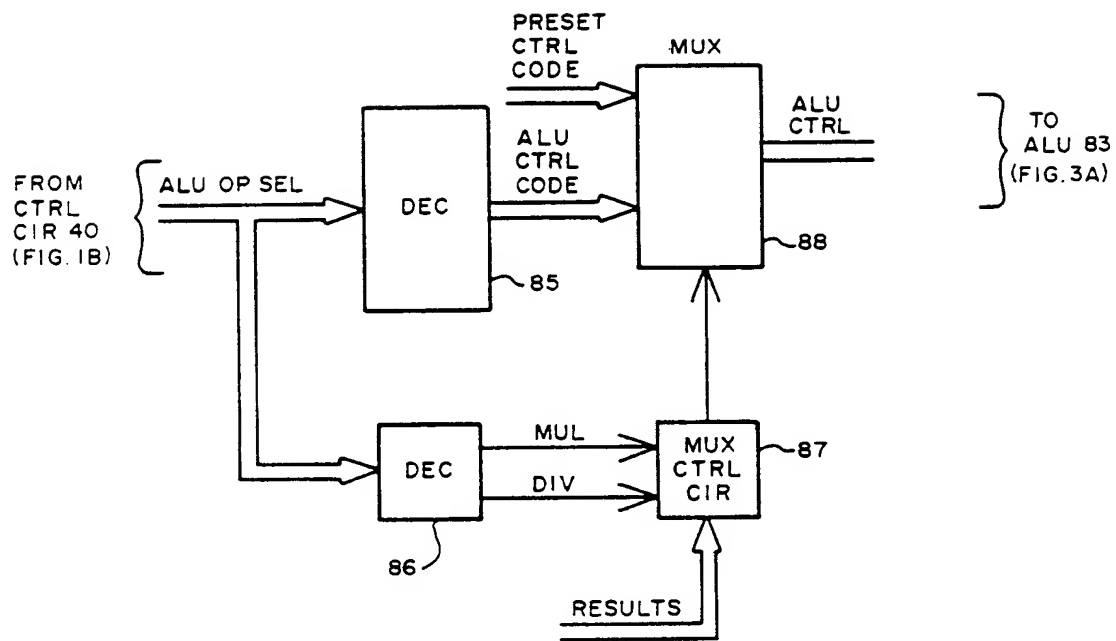 PRESET
CTRL
CODE
MUX
ALU
CTRL
TO
ALU 83
(FIG. 3A)
FROM
CTRL
CIR 40
(FIG. 1B)
ALU OP SEL
DEC
ALU
CTRL
CODE
85
88
DEC
86
MUL
DIV
MUX
CTRL
CIR
87
RESULTS